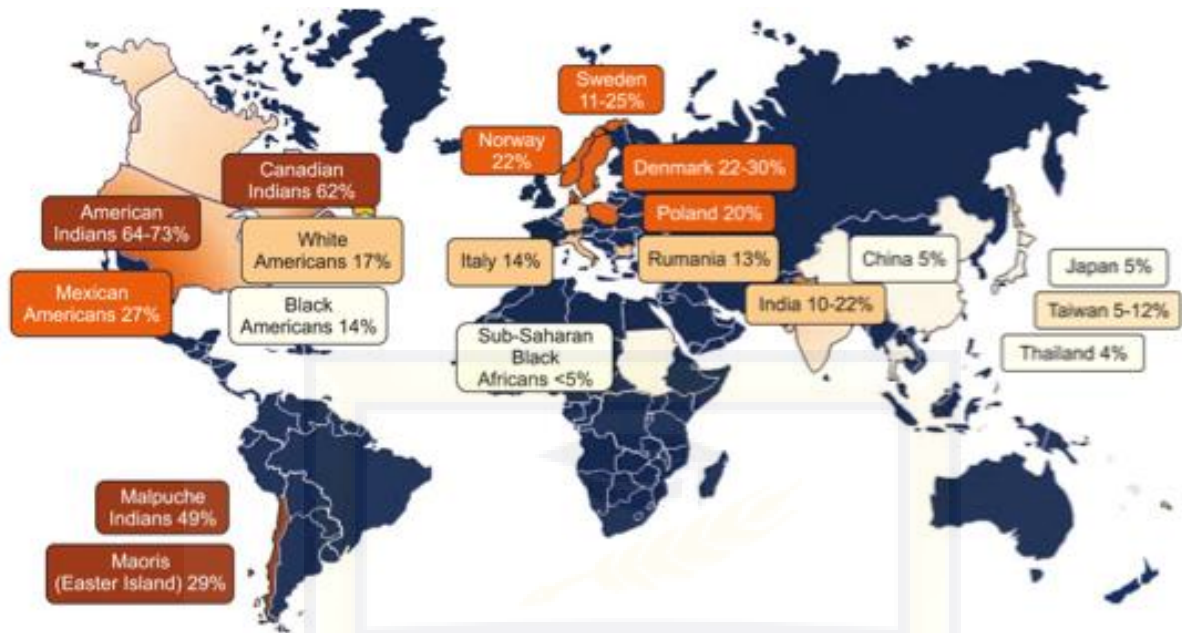 Sweden
11-25%
Norway
22%
Denmark 22-30%
Canadian
Indians 62%
American
Indians 64-73%
Poland 20%
White
Americans 17%
Italy 14%
Rumania 13%
China 5%
Japan 5%
Mexican
Americans 27%
Black
Americans 14%
India 10-22%
Taiwan 5-12%
Sub-Saharan
Black
Africans <5%
Thailand 4%
Malpuche
Indians 49%
Maoris
(Easter Island) 29%